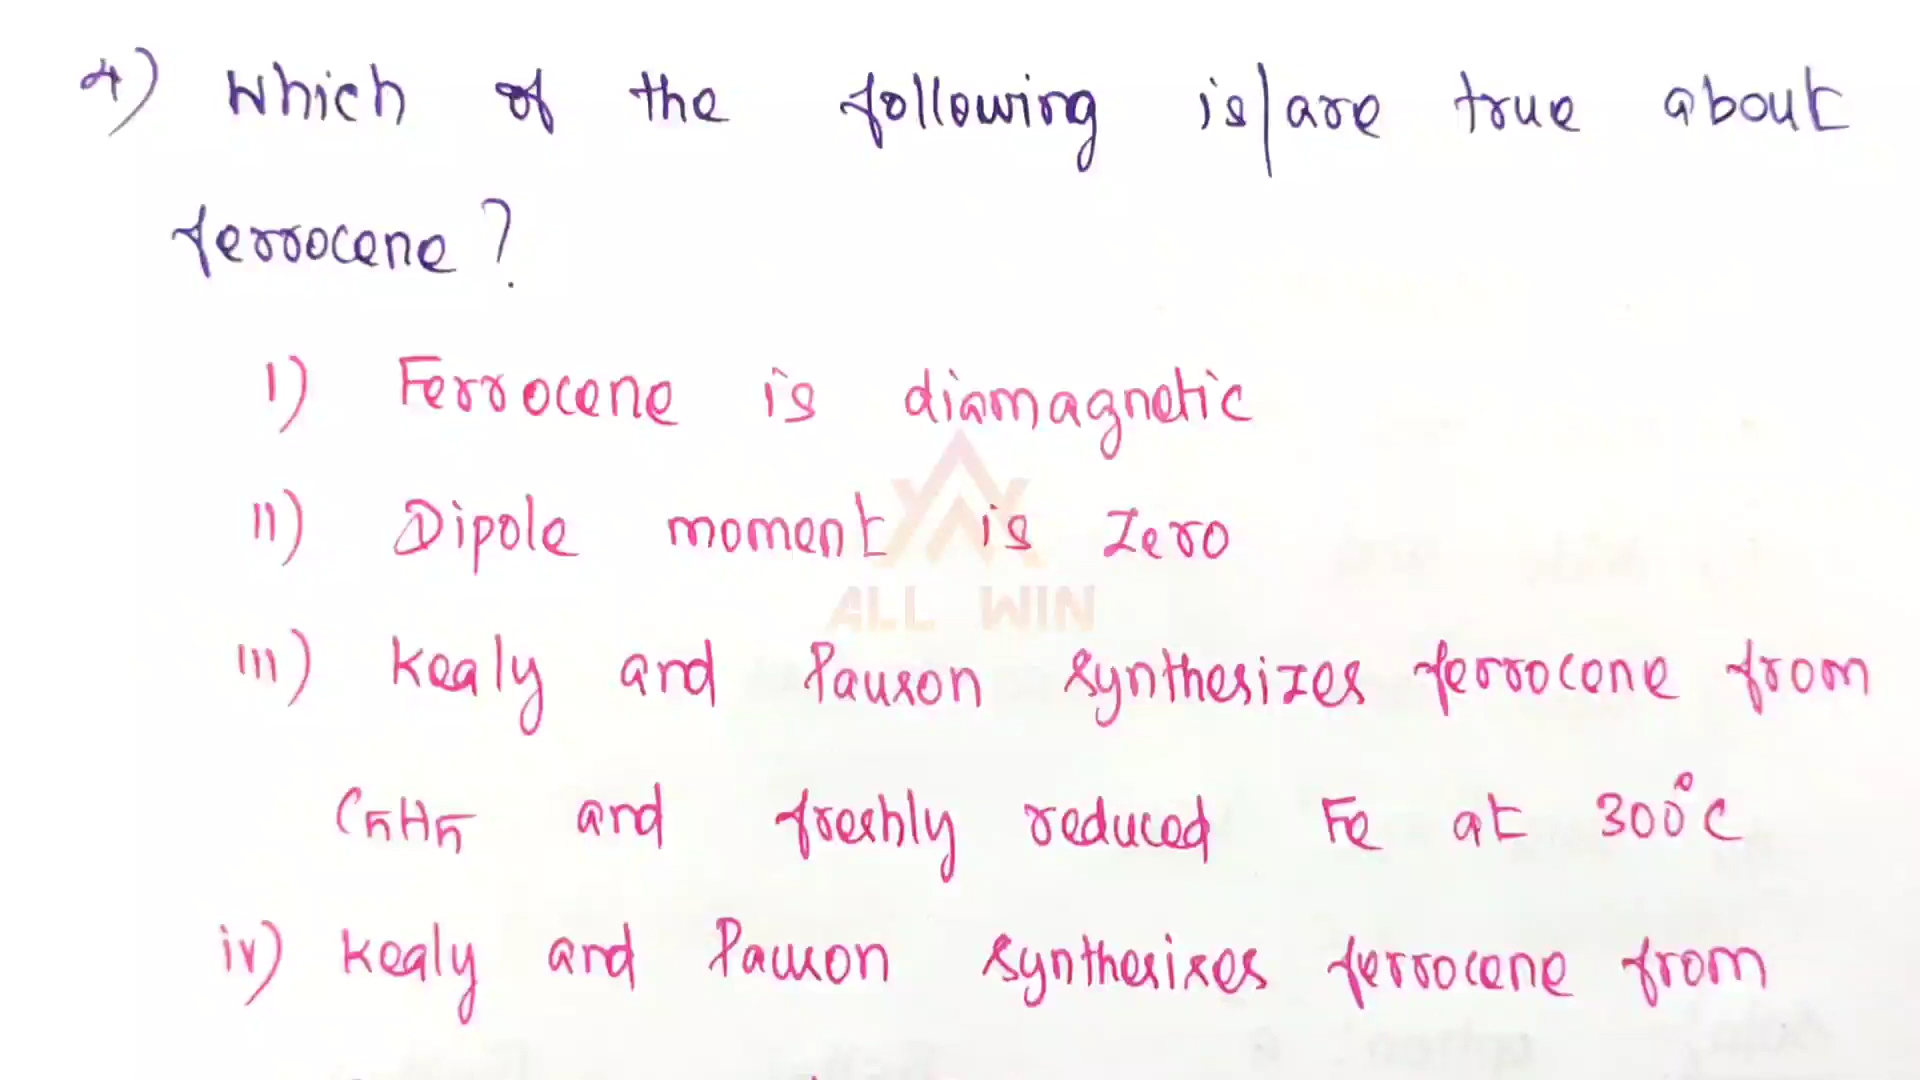 4) Which of the following is/are true about
ferrocene?
I) Ferrocene is diamagnetic
II) Dipole moment is zero
ALL WIN
III) Kealy and Pauson synthesizes ferrocene from
C5H5 and freshly reduced Fe at 300°C
iv) Kealy and Pauson synthesizes ferrocene from